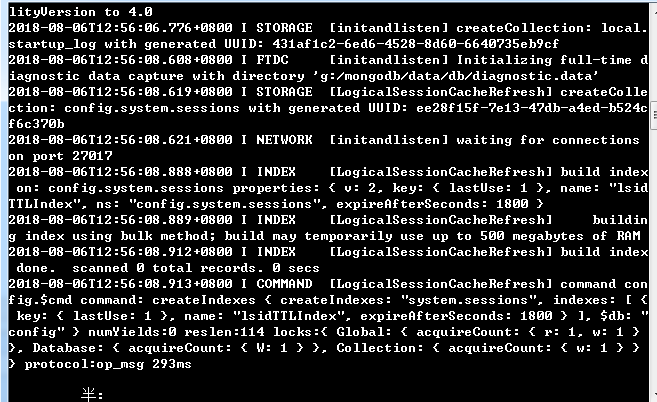 lityVersion to 4.0
2018-08-06T12:56:06.776+0800 I STORAGE  [initandlisten] createCollection: local.
startup_log with generated UUID: 431af1c2-6ed6-4528-8d60-6640735eb9cf
2018-08-06T12:56:08.608+0800 I FTDC     [initandlisten] Initializing full-time d
iagnostic data capture with directory 'g:/mongodb/data/db/diagnostic.data'
2018-08-06T12:56:08.619+0800 I STORAGE  [LogicalSessionCacheRefresh] createColle
ction: config.system.sessions with generated UUID: ee28f15f-7e13-47db-a4ed-b524c
f6c370b
2018-08-06T12:56:08.621+0800 I NETWORK  [initandlisten] waiting for connections
on port 27017
2018-08-06T12:56:08.888+0800 I INDEX    [LogicalSessionCacheRefresh] build index
 on: config.system.sessions properties: { v: 2, key: { lastUse: 1 }, name: "lsid
TTLIndex", ns: "config.system.sessions", expireAfterSeconds: 1800 }
2018-08-06T12:56:08.889+0800 I INDEX    [LogicalSessionCacheRefresh]     buildin
g index using bulk method; build may temporarily use up to 500 megabytes of RAM
2018-08-06T12:56:08.912+0800 I INDEX    [LogicalSessionCacheRefresh] build index
 done.  scanned 0 total records. 0 secs
2018-08-06T12:56:08.913+0800 I COMMAND  [LogicalSessionCacheRefresh] command con
fig.$cmd command: createIndexes { createIndexes: "system.sessions", indexes: [ {
 key: { lastUse: 1 }, name: "lsidTTLIndex", expireAfterSeconds: 1800 } ], $db: "
config" } numYields:0 reslen:114 locks:{ Global: { acquireCount: { r: 1, w: 1 }
}, Database: { acquireCount: { W: 1 } }, Collection: { acquireCount: { w: 1 } }
} protocol:op_msg 293ms
半: